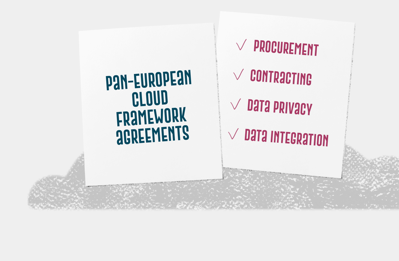 PAN-EUROPEAN
CLOUD
FRAMEWORK
AGREEMENTS
✓ PROCUREMENT
✓ CONTRACTING
✓ DATA PRIVACY
✓ DATA INTEGRATION